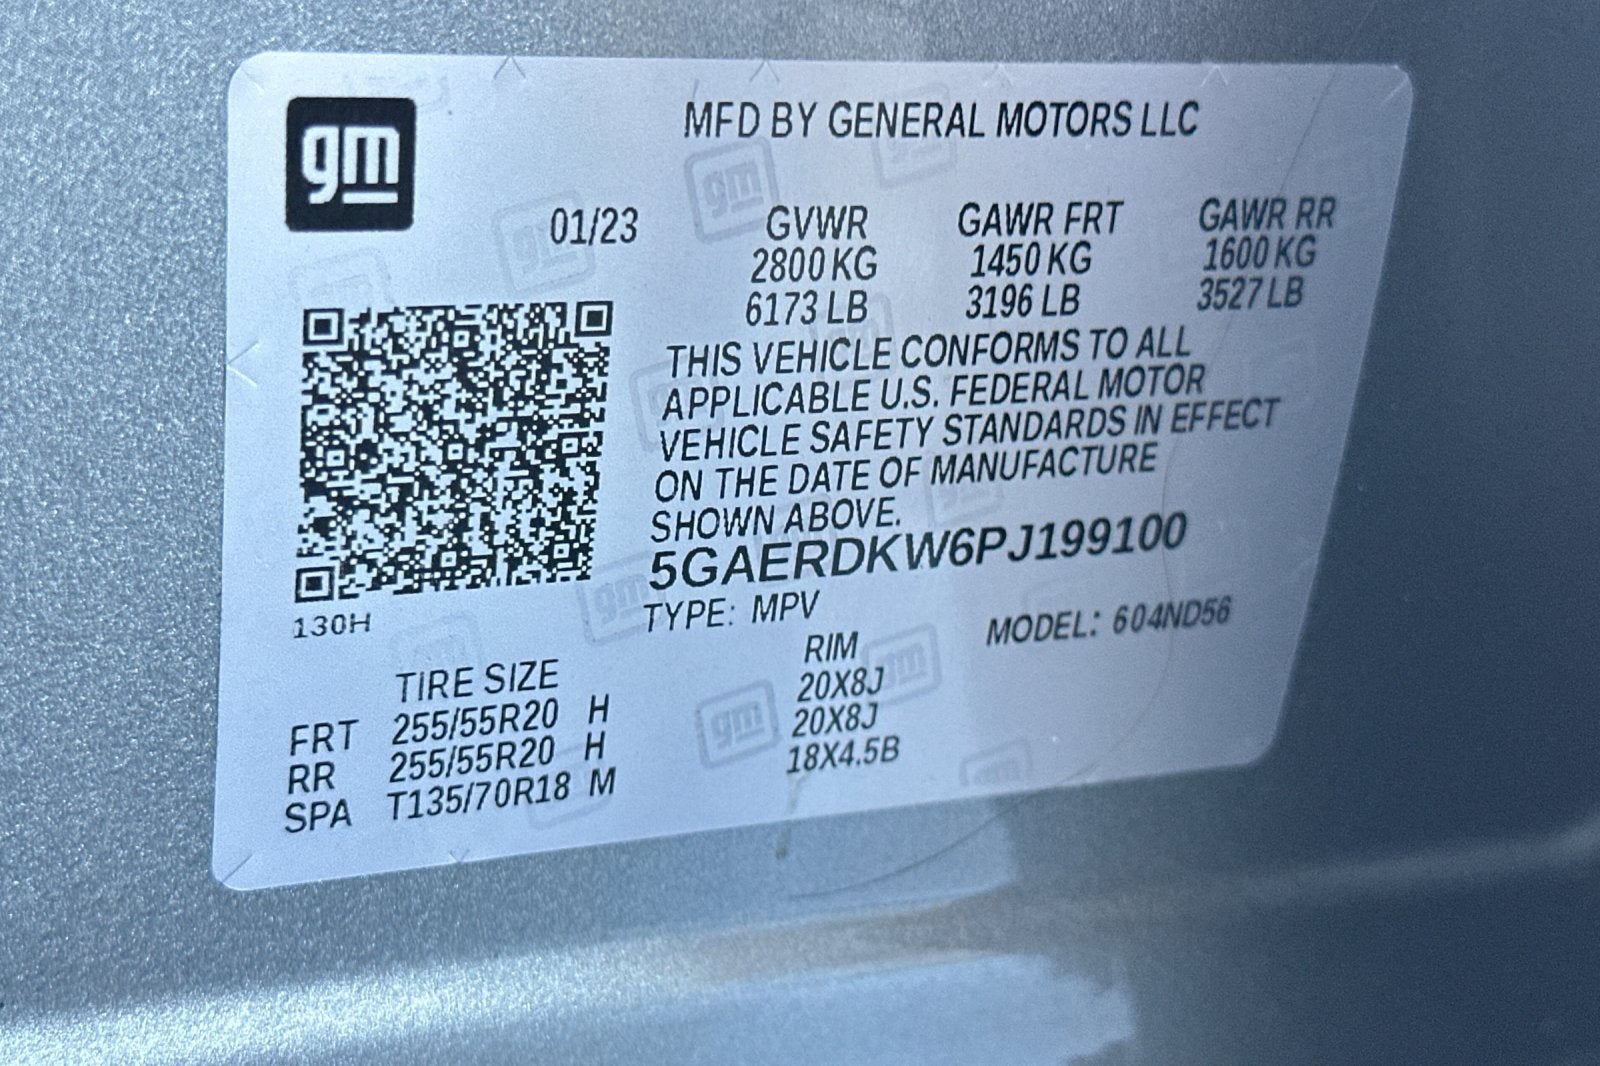 gm
MFD BY GENERAL MOTORS LLC
01/23 GVWR GAWR FRT GAWR RR
2800 KG 1450 KG 1600 KG
6173 LB 3196 LB 3527 LB
THIS VEHICLE CONFORMS TO ALL
APPLICABLE U.S. FEDERAL MOTOR
VEHICLE SAFETY STANDARDS IN EFFECT
ON THE DATE OF MANUFACTURE
SHOWN ABOVE.
5GAERDKW6PJ199100
130H
TYPE: MPV MODEL: 604ND56
TIRE SIZE RIM
FRT 255/55R20 H 20X8J
RR 255/55R20 H 20X8J
SPA T135/70R18 M 18X4.5B